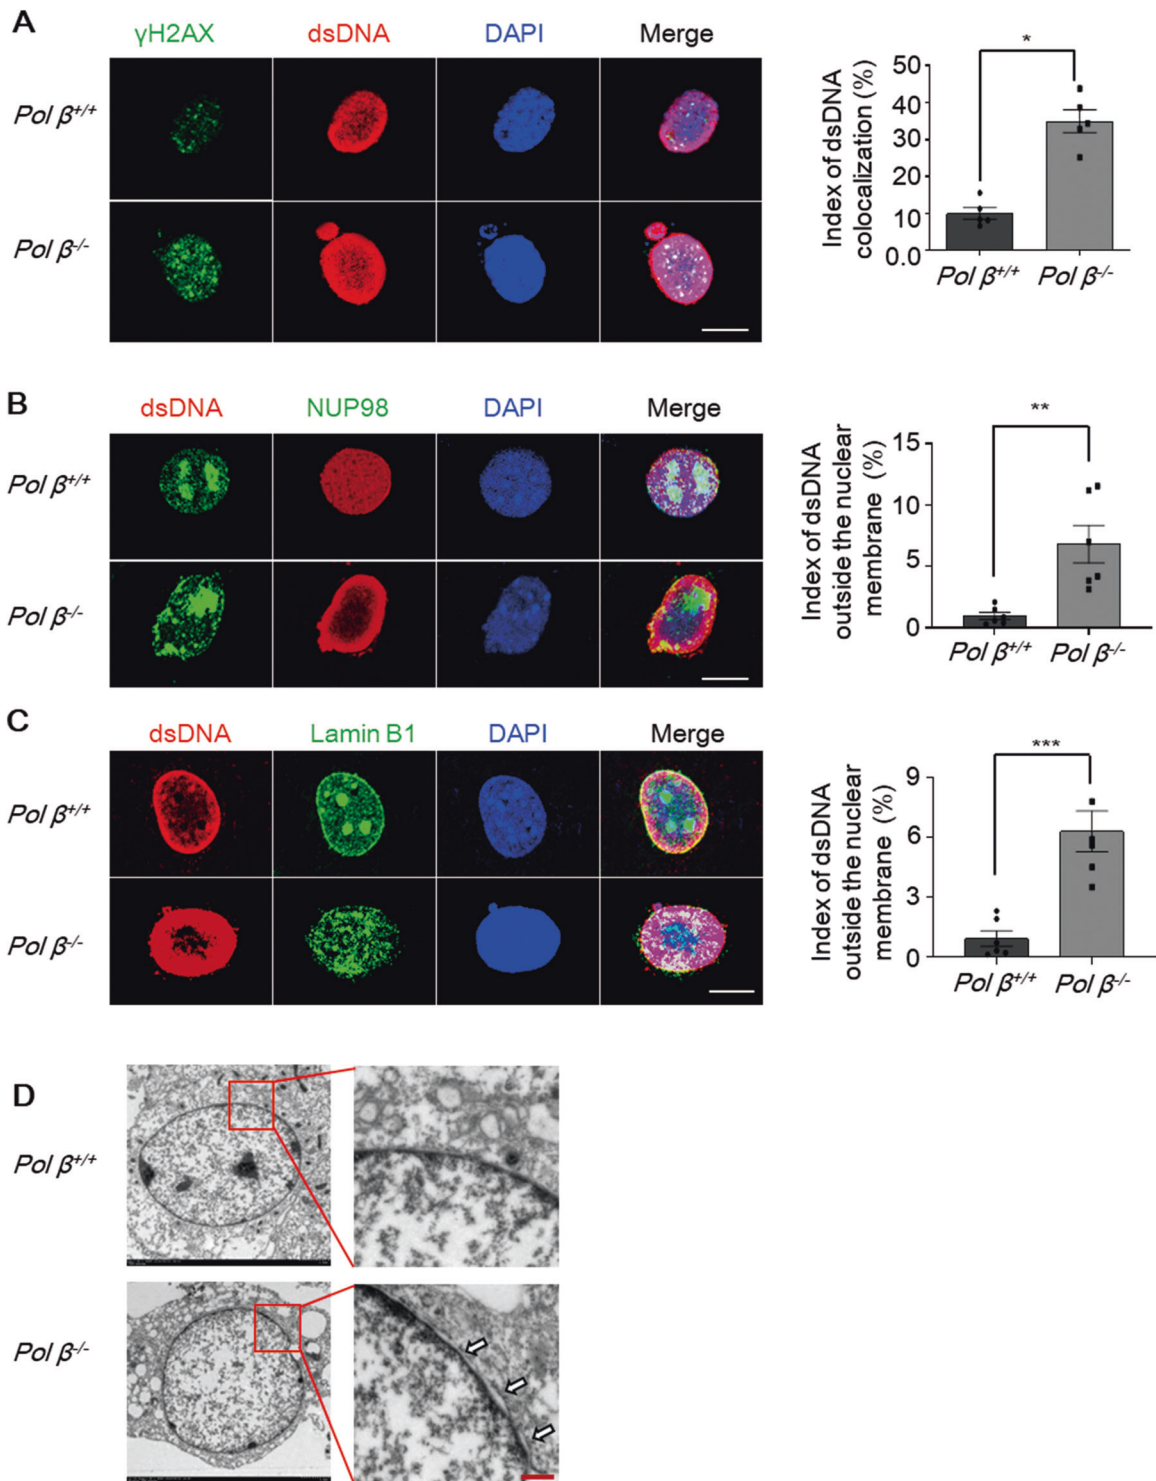 A
γH2AX dsDNA DAPI Merge
Pol β+/+
Pol β-/-
Index of dsDNA
colocalization (%)
*
50
40
30
20
10
0.0
Pol β+/+ Pol β-/-
B
dsDNA NUP98 DAPI Merge
Pol β+/+
Pol β-/-
Index of dsDNA
outside the nuclear
membrane (%)
**
15
10
5
0
Pol β+/+ Pol β-/-
C
dsDNA Lamin B1 DAPI Merge
Pol β+/+
Pol β-/-
Index of dsDNA
outside the nuclear
membrane (%)
***
9
6
3
0
Pol β+/+ Pol β-/-
D
Pol β+/+
Pol β-/-